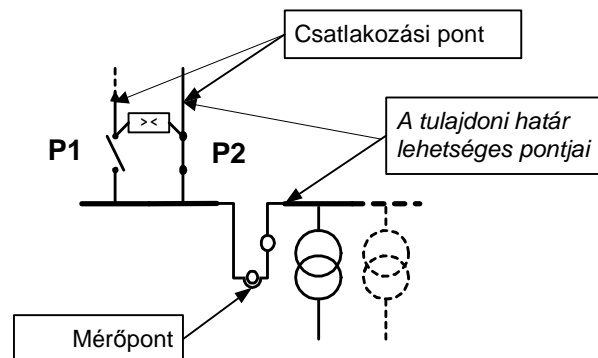 Csatlakozási pont
> <
P1
P2
A tulajdoni határ
lehetséges pontjai
Mérőpont